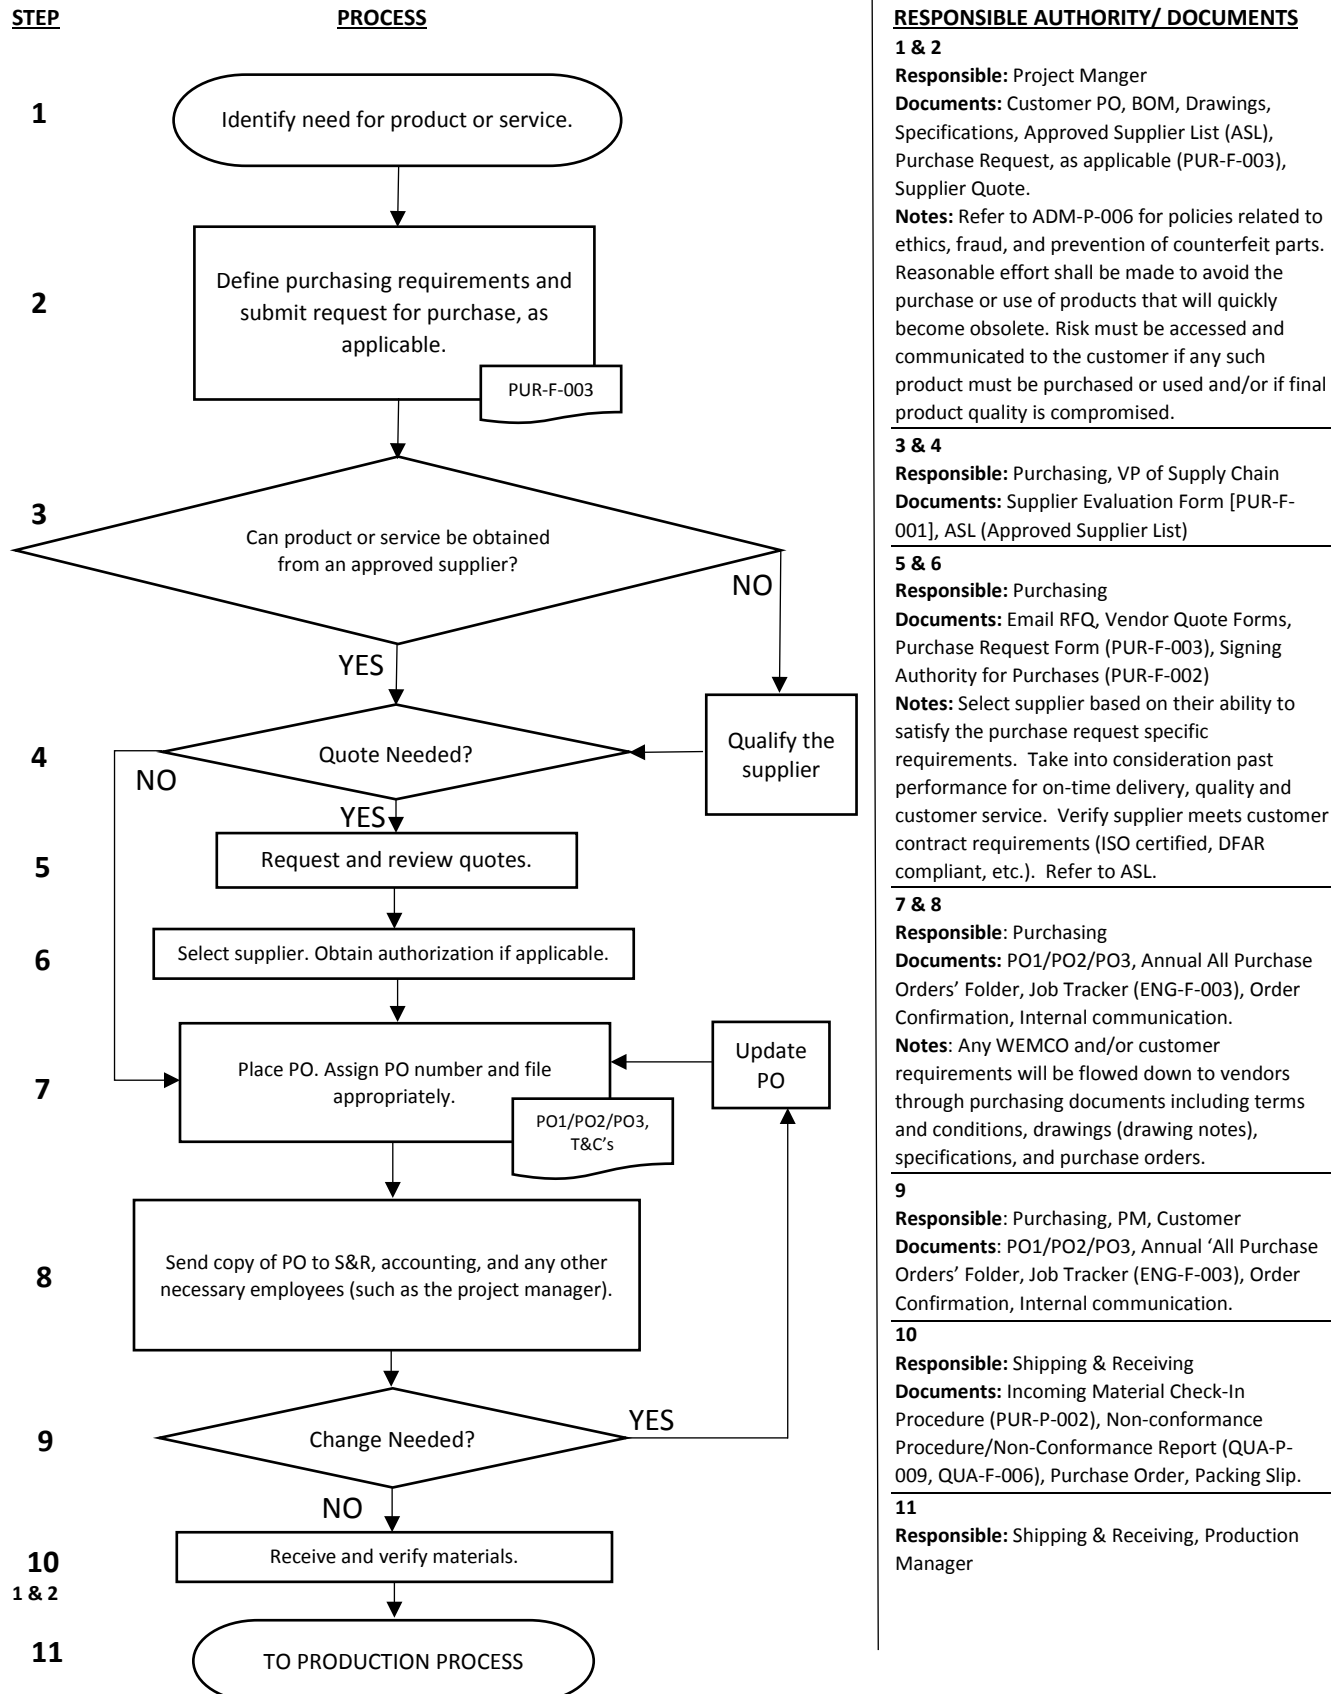 STEP
PROCESS
1
Identify need for product or service.
2
Define purchasing requirements and
submit request for purchase, as
applicable.
PUR-F-003
3
Can product or service be obtained
from an approved supplier?
NO
YES
4
Quote Needed?
NO
Qualify the
supplier
YES
5
Request and review quotes.
6
Select supplier. Obtain authorization if applicable.
7
Place PO. Assign PO number and file
appropriately.
PO1/PO2/PO3,
T&C’s
Update
PO
8
Send copy of PO to S&R, accounting, and any other
necessary employees (such as the project manager).
9
Change Needed?
YES
NO
10
1 & 2
Receive and verify materials.
11
TO PRODUCTION PROCESS
RESPONSIBLE AUTHORITY/ DOCUMENTS
1 & 2
Responsible: Project Manger
Documents: Customer PO, BOM, Drawings,
Specifications, Approved Supplier List (ASL),
Purchase Request, as applicable (PUR-F-003),
Supplier Quote.
Notes: Refer to ADM-P-006 for policies related to
ethics, fraud, and prevention of counterfeit parts.
Reasonable effort shall be made to avoid the
purchase or use of products that will quickly
become obsolete. Risk must be accessed and
communicated to the customer if any such
product must be purchased or used and/or if final
product quality is compromised.
3 & 4
Responsible: Purchasing, VP of Supply Chain
Documents: Supplier Evaluation Form [PUR-F-
001], ASL (Approved Supplier List)
5 & 6
Responsible: Purchasing
Documents: Email RFQ, Vendor Quote Forms,
Purchase Request Form (PUR-F-003), Signing
Authority for Purchases (PUR-F-002)
Notes: Select supplier based on their ability to
satisfy the purchase request specific
requirements.  Take into consideration past
performance for on-time delivery, quality and
customer service.  Verify supplier meets customer
contract requirements (ISO certified, DFAR
compliant, etc.).  Refer to ASL.
7 & 8
Responsible: Purchasing
Documents: PO1/PO2/PO3, Annual All Purchase
Orders’ Folder, Job Tracker (ENG-F-003), Order
Confirmation, Internal communication.
Notes: Any WEMCO and/or customer
requirements will be flowed down to vendors
through purchasing documents including terms
and conditions, drawings (drawing notes),
specifications, and purchase orders.
9
Responsible: Purchasing, PM, Customer
Documents: PO1/PO2/PO3, Annual ‘All Purchase
Orders’ Folder, Job Tracker (ENG-F-003), Order
Confirmation, Internal communication.
10
Responsible: Shipping & Receiving
Documents: Incoming Material Check-In
Procedure (PUR-P-002), Non-conformance
Procedure/Non-Conformance Report (QUA-P-
009, QUA-F-006), Purchase Order, Packing Slip.
11
Responsible: Shipping & Receiving, Production
Manager